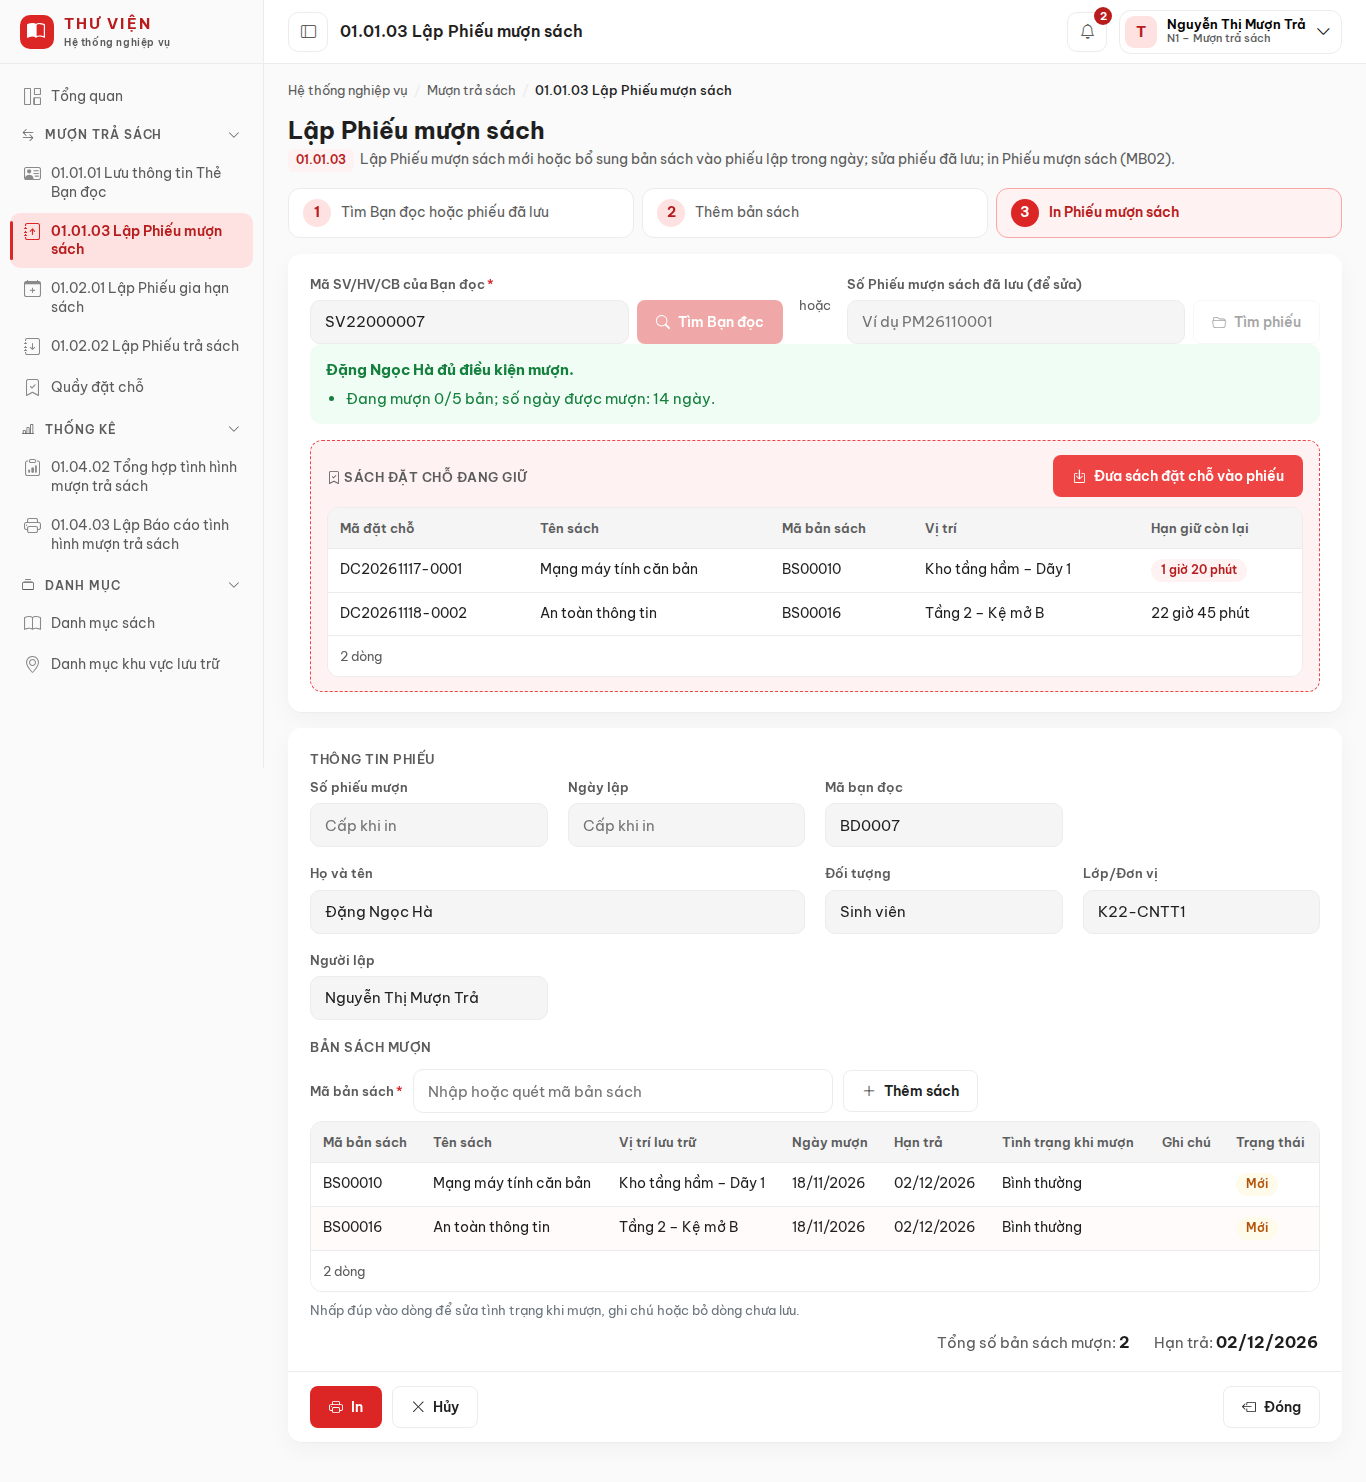 THƯ VIỆN
Hệ thống nghiệp vụ
Tổng quan
MƯỢN TRẢ SÁCH
01.01.01 Lưu thông tin Thẻ
Bạn đọc
01.01.03 Lập Phiếu mượn
sách
01.02.01 Lập Phiếu gia hạn
sách
01.02.02 Lập Phiếu trả sách
Quầy đặt chỗ
THỐNG KÊ
01.04.02 Tổng hợp tình hình
mượn trả sách
01.04.03 Lập Báo cáo tình
hình mượn trả sách
DANH MỤC
Danh mục sách
Danh mục khu vực lưu trữ
01.01.03 Lập Phiếu mượn sách
2
T
Nguyễn Thị Mượn Trả
N1 – Mượn trả sách
Hệ thống nghiệp vụ / Mượn trả sách / 01.01.03 Lập Phiếu mượn sách
Lập Phiếu mượn sách
01.01.03 Lập Phiếu mượn sách mới hoặc bổ sung bản sách vào phiếu lập trong ngày; sửa phiếu đã lưu; in Phiếu mượn sách (MB02).
1 Tìm Bạn đọc hoặc phiếu đã lưu
2 Thêm bản sách
3 In Phiếu mượn sách
Mã SV/HV/CB của Bạn đọc *
SV22000007
Tìm Bạn đọc
hoặc
Số Phiếu mượn sách đã lưu (để sửa)
Ví dụ PM26110001
Tìm phiếu
Đặng Ngọc Hà đủ điều kiện mượn.
• Đang mượn 0/5 bản; số ngày được mượn: 14 ngày.
SÁCH ĐẶT CHỖ ĐANG GIỮ
Đưa sách đặt chỗ vào phiếu
Mã đặt chỗ Tên sách Mã bản sách Vị trí Hạn giữ còn lại
DC20261117-0001 Mạng máy tính căn bản BS00010 Kho tầng hầm – Dãy 1 1 giờ 20 phút
DC20261118-0002 An toàn thông tin BS00016 Tầng 2 – Kệ mở B 22 giờ 45 phút
2 dòng
THÔNG TIN PHIẾU
Số phiếu mượn Ngày lập Mã bạn đọc
Cấp khi in Cấp khi in BD0007
Họ và tên Đối tượng Lớp/Đơn vị
Đặng Ngọc Hà Sinh viên K22-CNTT1
Người lập
Nguyễn Thị Mượn Trả
BẢN SÁCH MƯỢN
Mã bản sách * Nhập hoặc quét mã bản sách Thêm sách
Mã bản sách Tên sách Vị trí lưu trữ Ngày mượn Hạn trả Tình trạng khi mượn Ghi chú Trạng thái
BS00010 Mạng máy tính căn bản Kho tầng hầm – Dãy 1 18/11/2026 02/12/2026 Bình thường Mới
BS00016 An toàn thông tin Tầng 2 – Kệ mở B 18/11/2026 02/12/2026 Bình thường Mới
2 dòng
Nhấp đúp vào dòng để sửa tình trạng khi mượn, ghi chú hoặc bỏ dòng chưa lưu.
Tổng số bản sách mượn: 2 Hạn trả: 02/12/2026
In Hủy Đóng